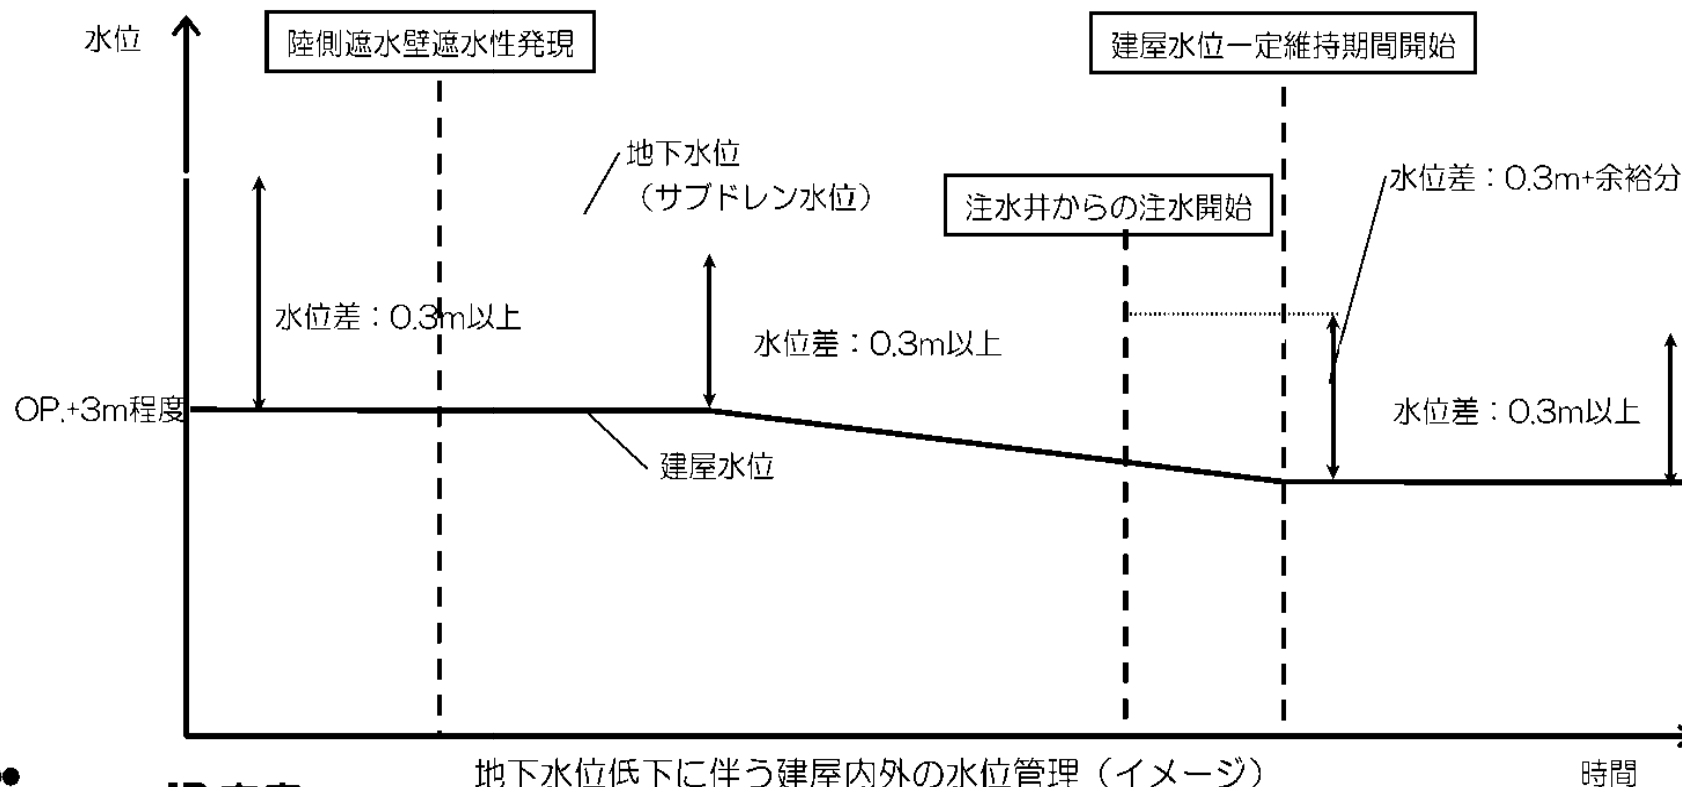 水位
陸側遮水壁遮水性発現
建屋水位一定維持期間開始
地下水位
（サブドレン水位）
注水井からの注水開始
水位差：0.3m+余裕分
水位差：0.3m以上
水位差：0.3m以上
水位差：0.3m以上
OP.+3m程度
建屋水位
地下水位低下に伴う建屋内外の水位管理（イメージ）
時間